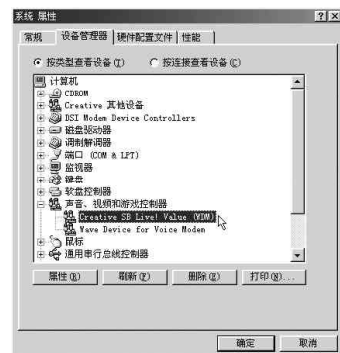 系统 属性
常规 设备管理器 硬件配置文件 性能
按类型查看设备(T) 按连接查看设备(C)
计算机
CDROM
Creative 其他设备
DSI Modem Device Controllers
磁盘驱动器
调制解调器
端口 (COM & LPT)
监视器
键盘
软盘控制器
声音、视频和游戏控制器
Creative SB Live! Value (WDM)
Wave Device for Voice Modem
鼠标
通用串行总线控制器
属性(R) 刷新(F) 删除(E) 打印(N)...
确定 取消